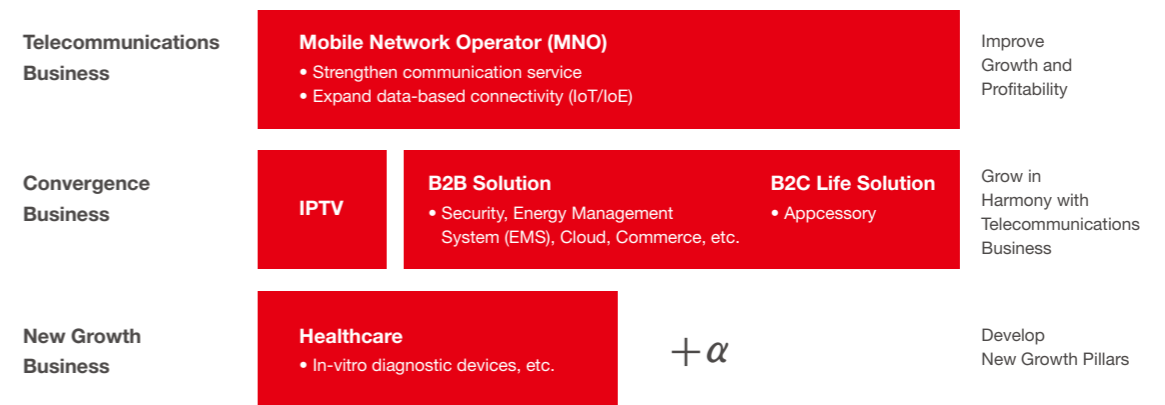 Telecommunications
Business
Mobile Network Operator (MNO)
• Strengthen communication service
• Expand data-based connectivity (IoT/IoE)
Improve
Growth and
Profitability
Convergence
Business
IPTV
B2B Solution
• Security, Energy Management
System (EMS), Cloud, Commerce, etc.
B2C Life Solution
• Appcessory
Grow in
Harmony with
Telecommunications
Business
New Growth
Business
Healthcare
• In-vitro diagnostic devices, etc.
+α
Develop
New Growth Pillars